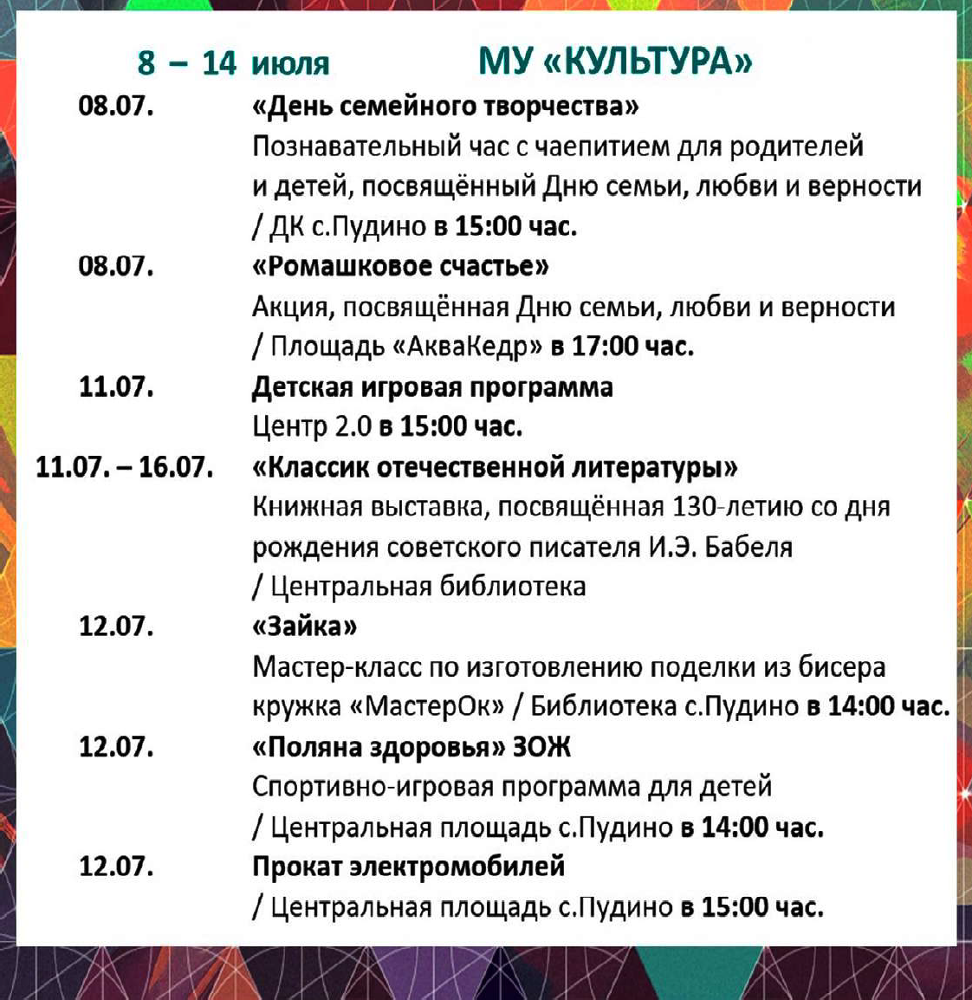 8 – 14 июля МУ «КУЛЬТУРА»
08.07. «День семейного творчества»
Познавательный час с чаепитием для родителей
и детей, посвящённый Дню семьи, любви и верности
/ ДК с.Пудино в 15:00 час.
08.07. «Ромашковое счастье»
Акция, посвящённая Дню семьи, любви и верности
/ Площадь «АкваКедр» в 17:00 час.
11.07. Детская игровая программа
Центр 2.0 в 15:00 час.
11.07. – 16.07. «Классик отечественной литературы»
Книжная выставка, посвящённая 130-летию со дня
рождения советского писателя И.Э. Бабеля
/ Центральная библиотека
12.07. «Зайка»
Мастер-класс по изготовлению поделки из бисера
кружка «МастерОк» / Библиотека с.Пудино в 14:00 час.
12.07. «Поляна здоровья» ЗОЖ
Спортивно-игровая программа для детей
/ Центральная площадь с.Пудино в 14:00 час.
12.07. Прокат электромобилей
/ Центральная площадь с.Пудино в 15:00 час.